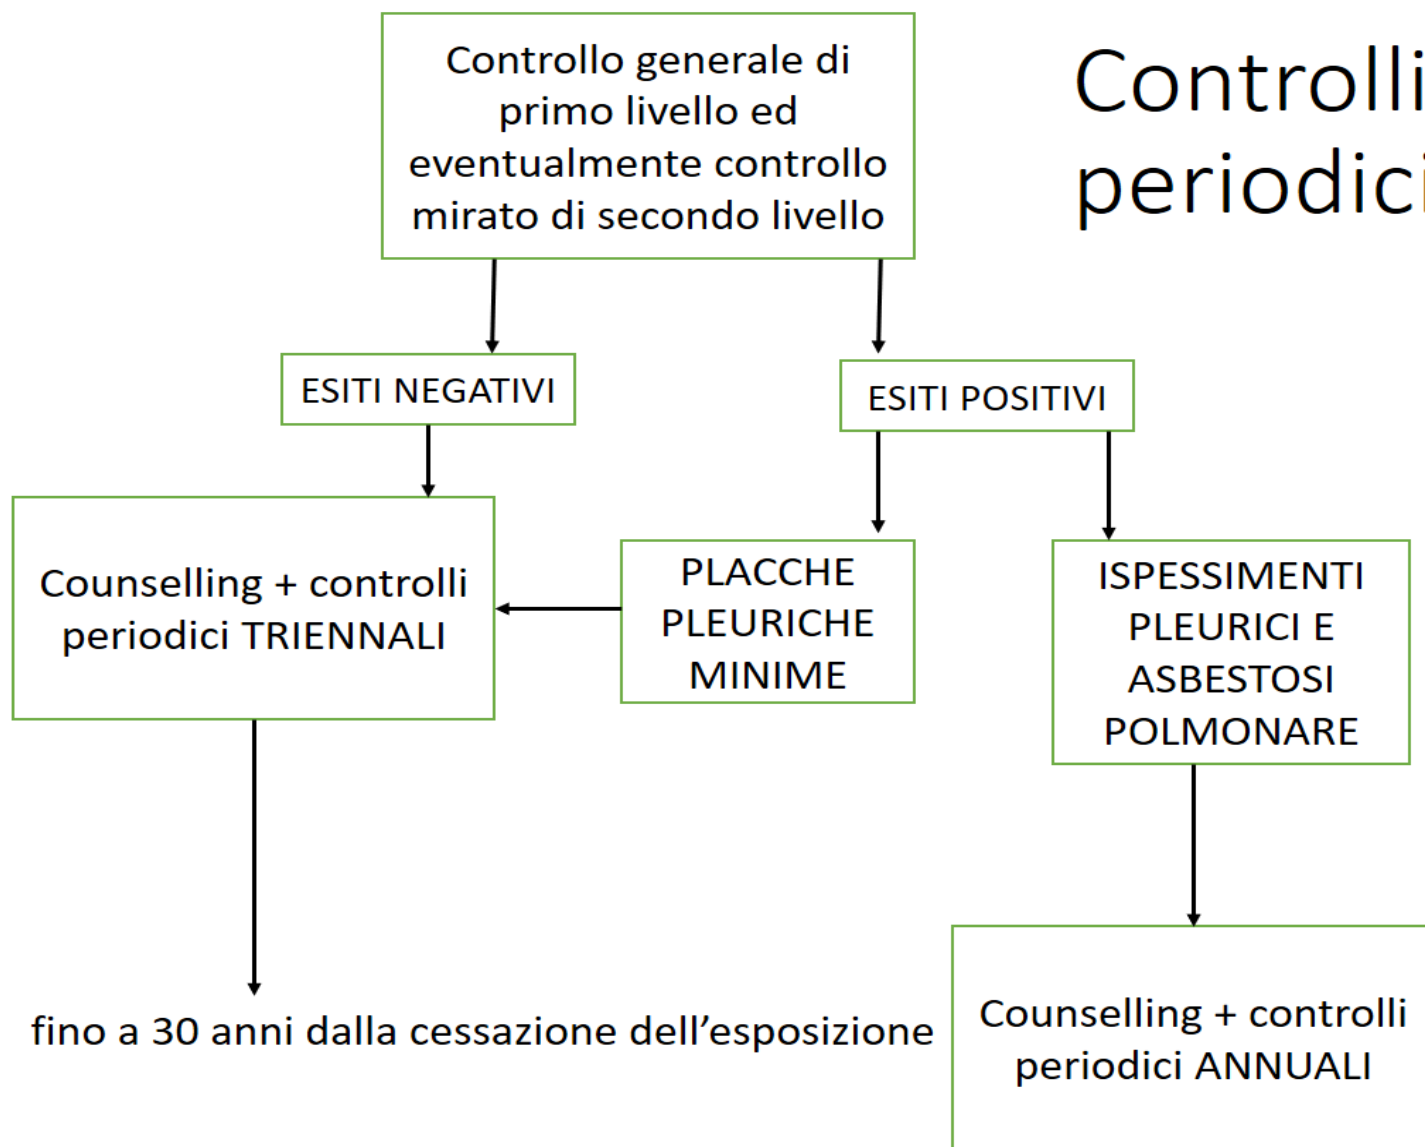 Controllo generale di
primo livello ed
eventualmente controllo
mirato di secondo livello
Controlli
periodici
ESITI NEGATIVI
ESITI POSITIVI
Counselling + controlli
periodici TRIENNALI
PLACCHE
PLEURICHE
MINIME
ISPESSIMENTI
PLEURICI E
ASBESTOSI
POLMONARE
fino a 30 anni dalla cessazione dell’esposizione
Counselling + controlli
periodici ANNUALI